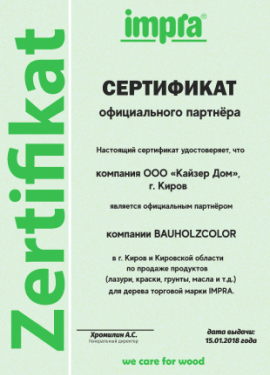 Zertifikat
impra®
СЕРТИФИКАТ
официального партнёра
Настоящий сертификат удостоверяет, что
компания ООО «Кайзер Дом»,
г. Киров
является официальным партнёром
компании BAUHOLZCOLOR
в г. Киров и Кировской области
по продаже продуктов
(лазури, краски, грунты, масла и т.д.)
для дерева торговой марки IMPRA.
Хромилин А.С.
Генеральный директор
дата выдачи:
15.01.2018 года
we care for wood